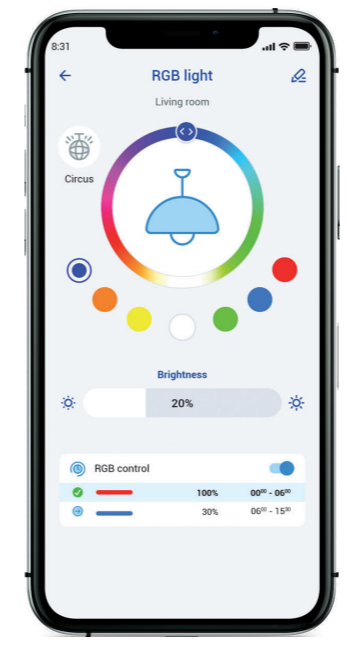 8:31
RGB light
Living room
Circus
Brightness
20%
RGB control
100% 00⁰⁰ - 06⁰⁰
30% 06⁰⁰ - 15³⁰